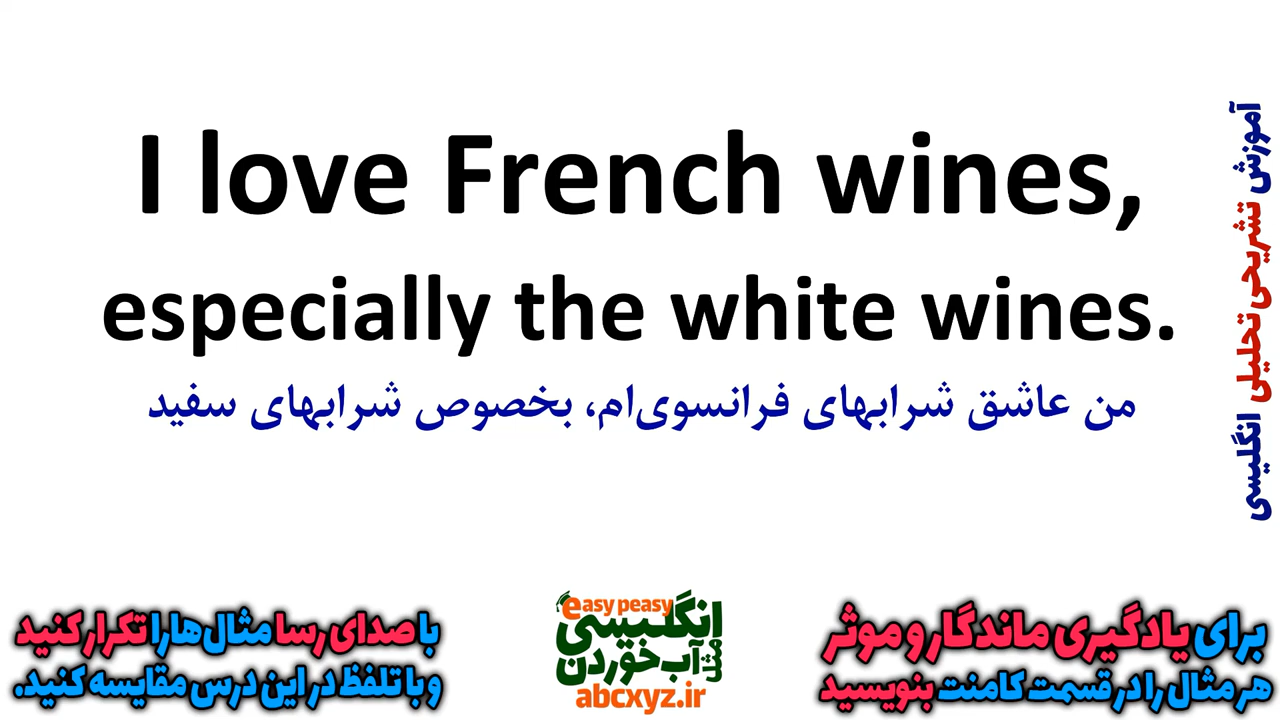 I love French wines,
especially the white wines.
من عاشق شرابهای فرانسوی‌ام، بخصوص شرابهای سفید
آموزش تشریحی تحلیلی انگلیسی
برای یادگیری ماندگار و موثر
هر مثال را در قسمت کامنت بنویسید
easy peasy
انگلیسی
مثل
آب خوردن
abcxyz.ir
با صدای رسا مثال‌ها را تکرار کنید
و با تلفظ در این درس مقایسه کنید.